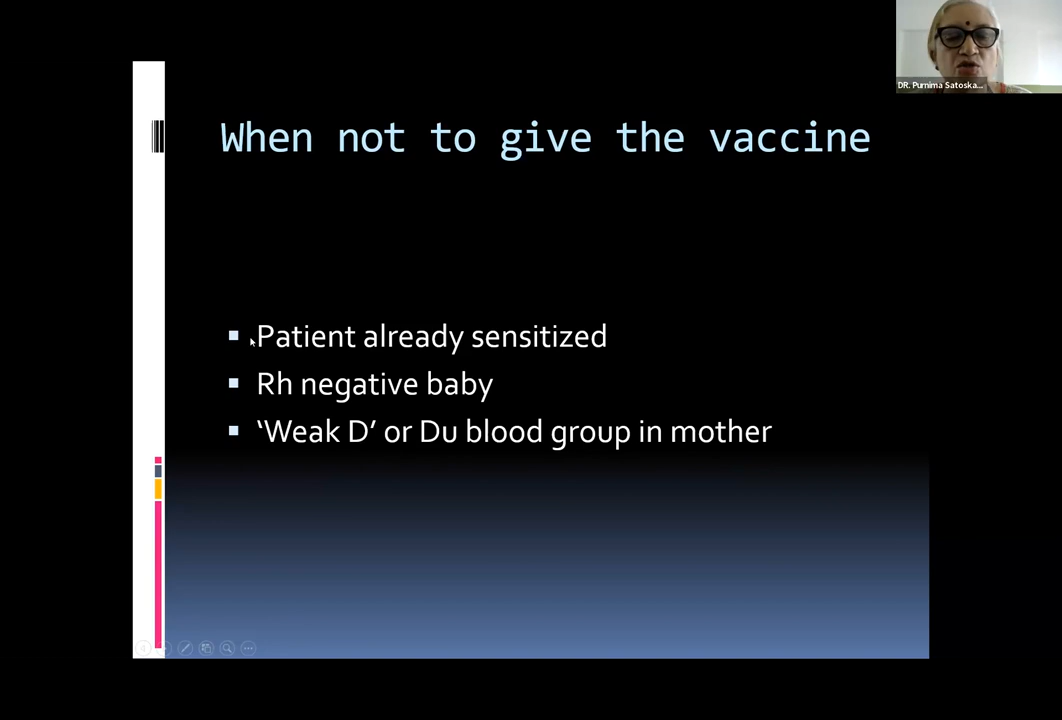 DR. Purnima Satoska...
When not to give the vaccine
Patient already sensitized
Rh negative baby
‘Weak D’ or Du blood group in mother